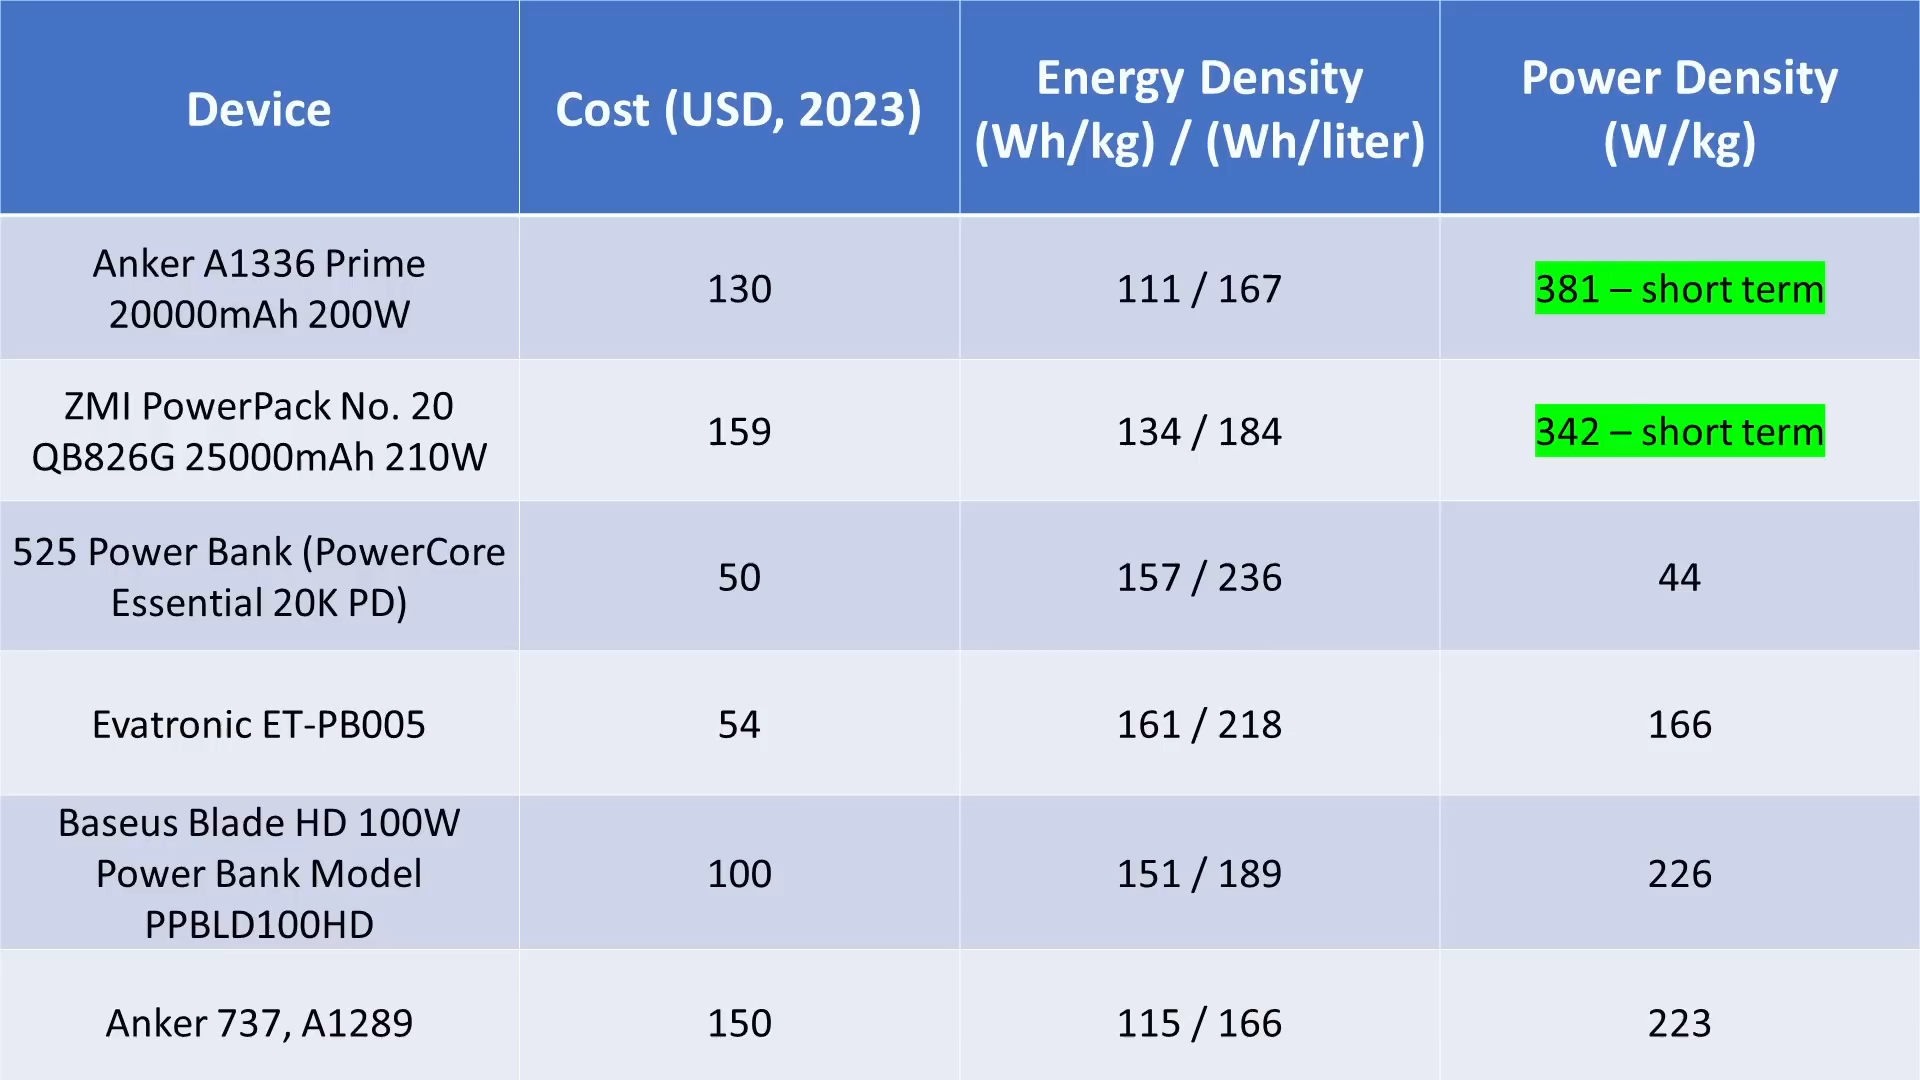 Device
Cost (USD, 2023)
Energy Density
(Wh/kg) / (Wh/liter)
Power Density
(W/kg)
Anker A1336 Prime
20000mAh 200W
130
111 / 167
381 – short term
ZMI PowerPack No. 20
QB826G 25000mAh 210W
159
134 / 184
342 – short term
525 Power Bank (PowerCore
Essential 20K PD)
50
157 / 236
44
Evatronic ET-PB005
54
161 / 218
166
Baseus Blade HD 100W
Power Bank Model
PPBLD100HD
100
151 / 189
226
Anker 737, A1289
150
115 / 166
223